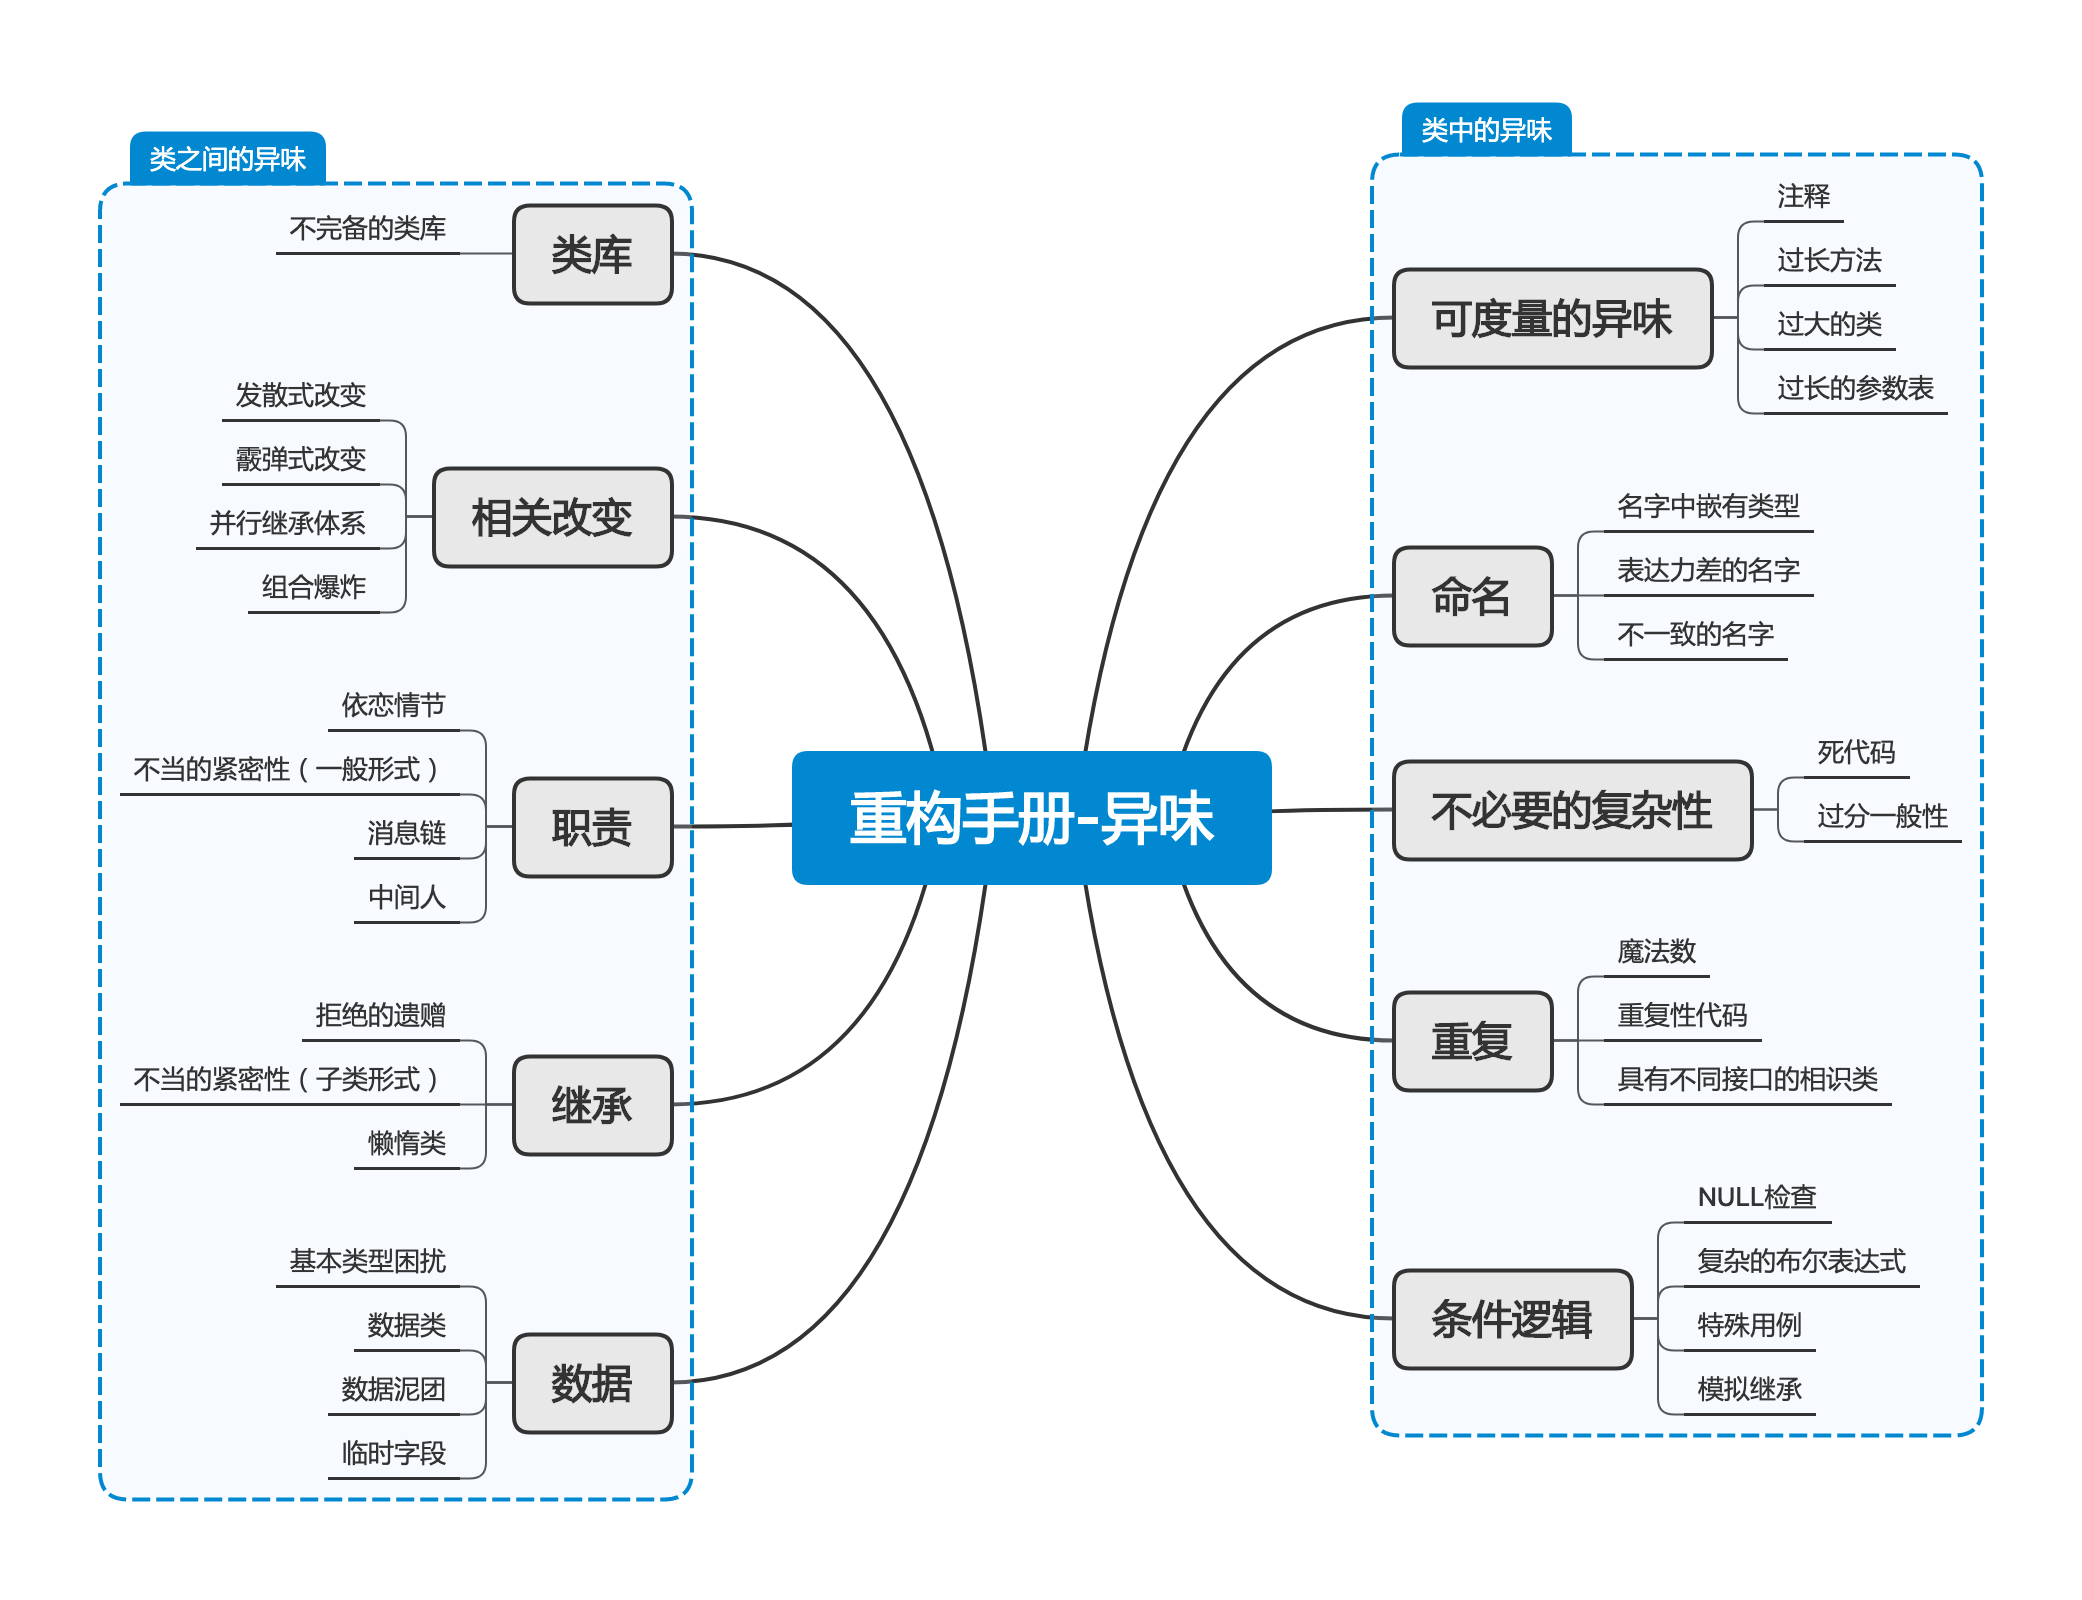 重构手册-异味
类中的异味
可度量的异味
注释
过长方法
过大的类
过长的参数表
命名
名字中嵌有类型
表达力差的名字
不一致的名字
不必要的复杂性
死代码
过分一般性
重复
魔法数
重复性代码
具有不同接口的相识类
条件逻辑
NULL检查
复杂的布尔表达式
特殊用例
模拟继承
类之间的异味
类库
不完备的类库
相关改变
发散式改变
霰弹式改变
并行继承体系
组合爆炸
职责
依恋情节
不当的紧密性（一般形式）
消息链
中间人
继承
拒绝的遗赠
不当的紧密性（子类形式）
懒惰类
数据
基本类型困扰
数据类
数据泥团
临时字段